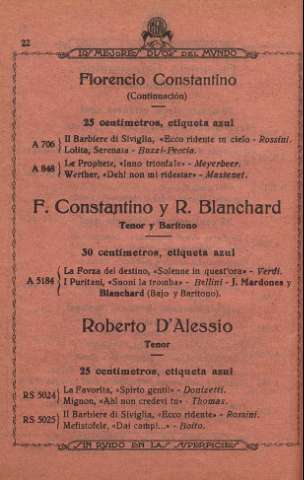 22
LOS MEJORES DISCOS DEL MUNDO
Florencio Constantino
(Continuación)
25 centímetros, etiqueta azul
A 706 { Il Barbiere di Siviglia, «Ecco ridente in cielo - Rossini.
Lolita, Serenata - Buzzi-Peccia.
A 848 { Le Prophete, «Inno trionfale» - Meyerbeer.
Werther, «Deh! non mi ridestar» - Massenet.
F. Constantino y R. Blanchard
Tenor y Barítono
30 centímetros, etiqueta azul
A 5184 { La Forza del destino, «Solenne in quest'ora» - Verdi.
I Puritani, «Suoni la tromba» - Bellini - J. Mardones y
Blanchard (Bajo y Barítono).
Roberto D'Alessio
Tenor
25 centímetros, etiqueta azul
RS 5024 { La Favorita, «Spirto gentil» - Donizetti.
Mignon, «Ah! non credevi tu» - Thomas.
RS 5025 { Il Barbiere di Siviglia, «Ecco ridente» - Rossini.
Mefistofele, «Dai campi...» - Boito.
SIN RUIDO EN LAS SUPERFICIES